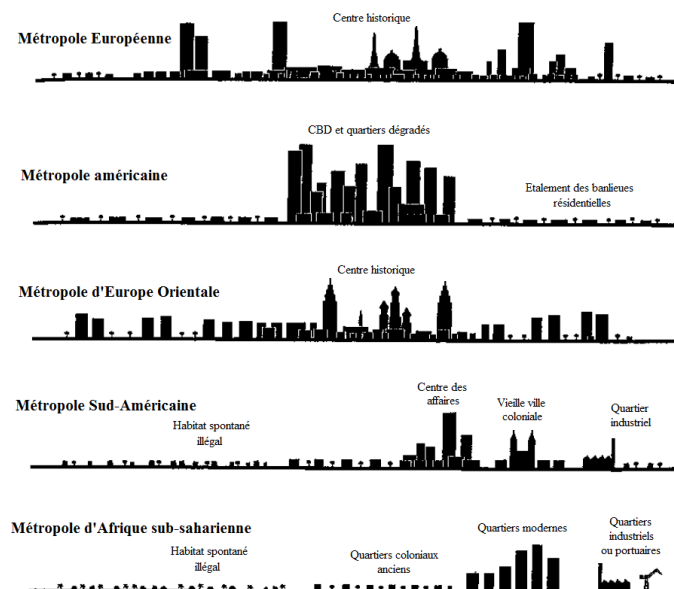 Centre historique
Métropole Européenne
CBD et quartiers dégradés
Métropole américaine
Etalement des banlieues
résidentielles
Centre historique
Métropole d'Europe Orientale
Métropole Sud-Américaine
Habitat spontané
illégal
Centre des
affaires
Vieille ville
coloniale
Quartier
industriel
Métropole d'Afrique sub-saharienne
Habitat spontané
illégal
Quartiers coloniaux
anciens
Quartiers modernes
Quartiers
industriels
ou portuaires